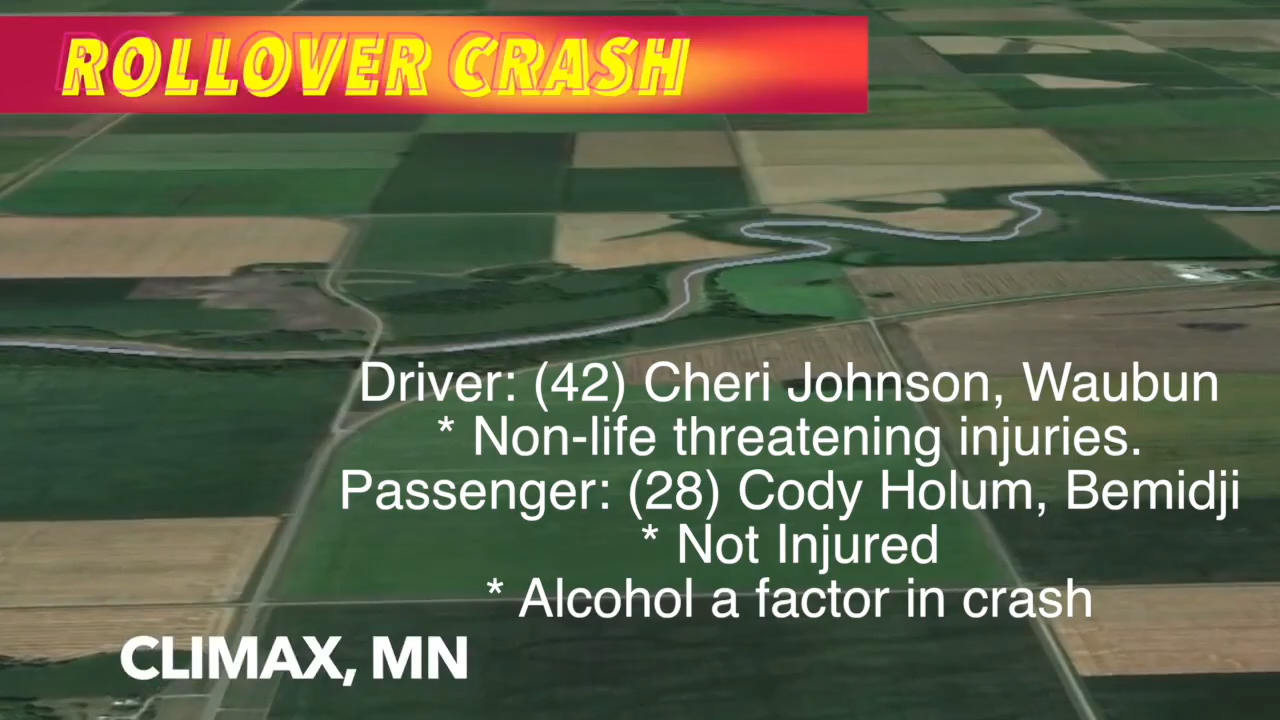 ROLLOVER CRASH
Driver: (42) Cheri Johnson, Waubun
* Non-life threatening injuries.
Passenger: (28) Cody Holum, Bemidji
* Not Injured
* Alcohol a factor in crash
CLIMAX, MN